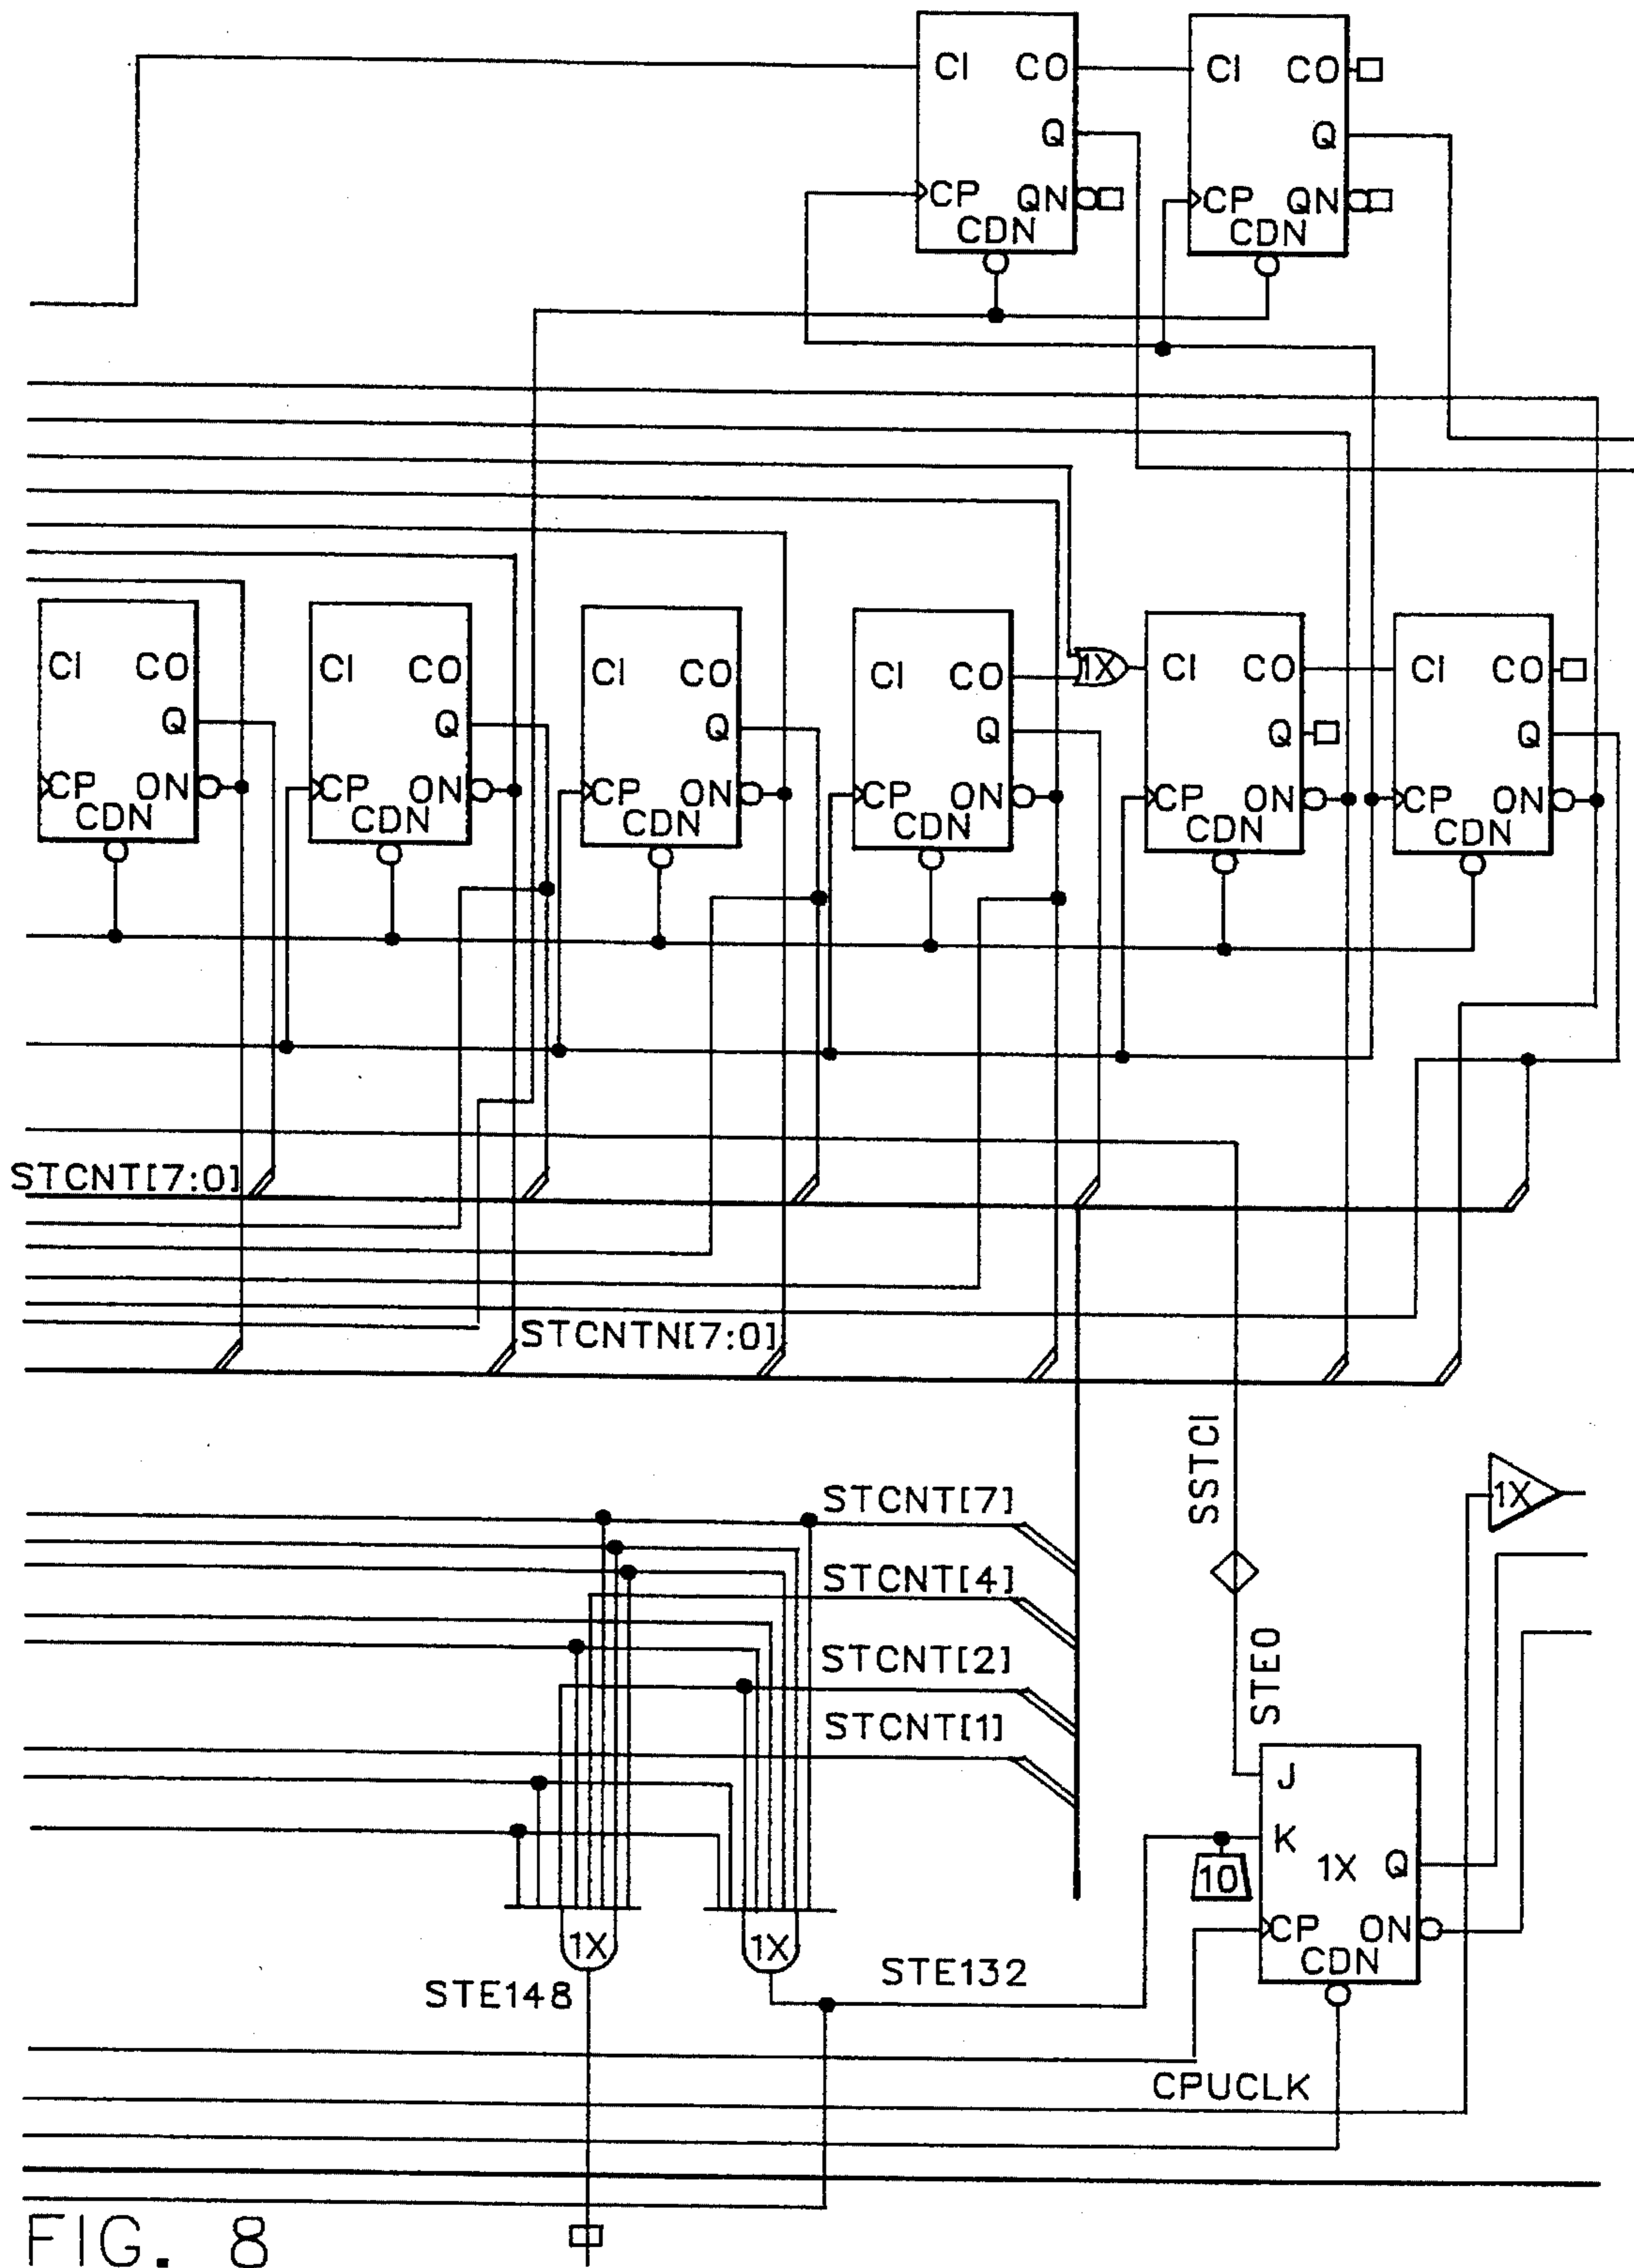 CI CO CI CO
Q Q
CP QN CP QN
CDN CDN
CI CO CI CO CI CO CI CO 1X CI CO CI CO
Q Q Q Q Q Q
CP ON CP ON CP ON CP ON CP ON CP ON
CDN CDN CDN CDN CDN CDN
STCNT[7:0]
STCNTN[7:0]
SSTCI
STCNT[7]
1X
STCNT[4]
STE0
STCNT[2]
STCNT[1]
J
K
10
1X Q
CP ON
CDN
1X 1X
STE148
STE132
CPUCLK
FIG. 8